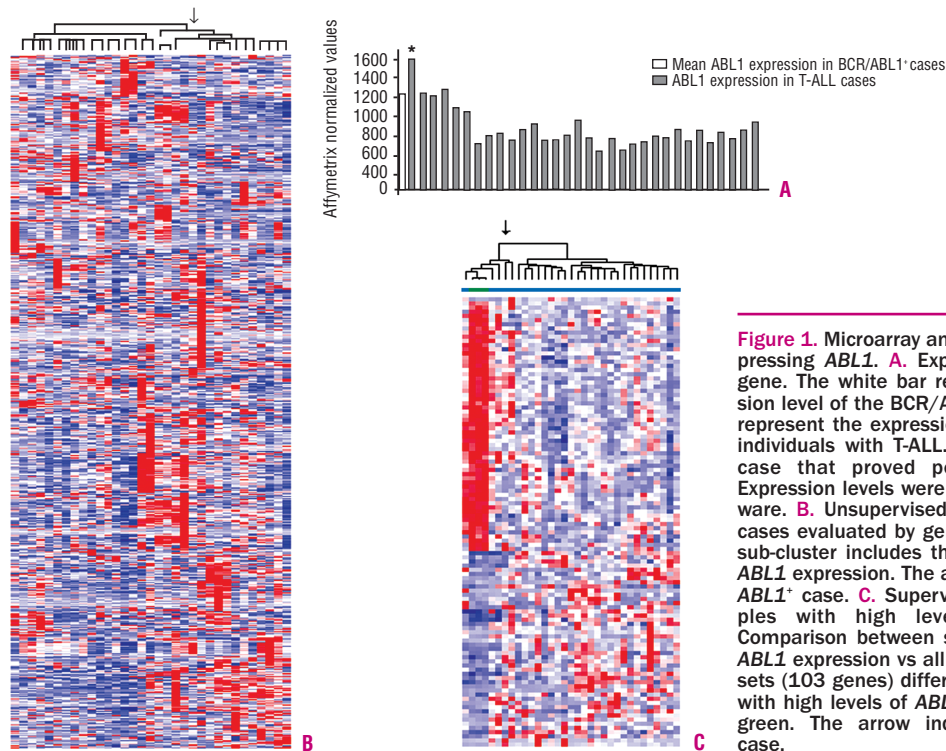 ↓
Affymetrix normalized values
1600
1400
1200
1000
800
600
400
200
0
*
Mean ABL1 expression in BCR/ABL1+cases
ABL1 expression in T-ALL cases
A
↓
B
C
Figure 1. Microarray an
pressing ABL1. A. Exp
gene. The white bar re
sion level of the BCR/A
represent the expressio
individuals with T-ALL.
case that proved po
Expression levels were
ware. B. Unsupervised
cases evaluated by ge
sub-cluster includes th
ABL1 expression. The a
ABL1+ case. C. Superv
ples with high leve
Comparison between s
ABL1 expression vs all
sets (103 genes) differ
with high levels of ABL
green. The arrow ind
case.